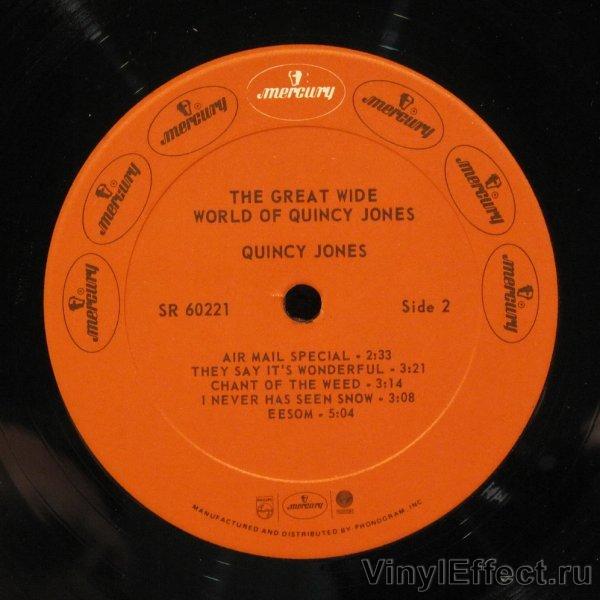 mercury
mercury
mercury
mercury
mercury
mercury
mercury
THE GREAT WIDE
WORLD OF QUINCY JONES
QUINCY JONES
SR 60221
Side 2
AIR MAIL SPECIAL - 2:33
THEY SAY IT'S WONDERFUL - 3:21
CHANT OF THE WEED - 3:14
I NEVER HAS SEEN SNOW - 3:08
EESOM - 5:04
PHILIPS
mercury
MANUFACTURED AND DISTRIBUTED BY PHONOGRAM, INC.
VinylEffect.ru